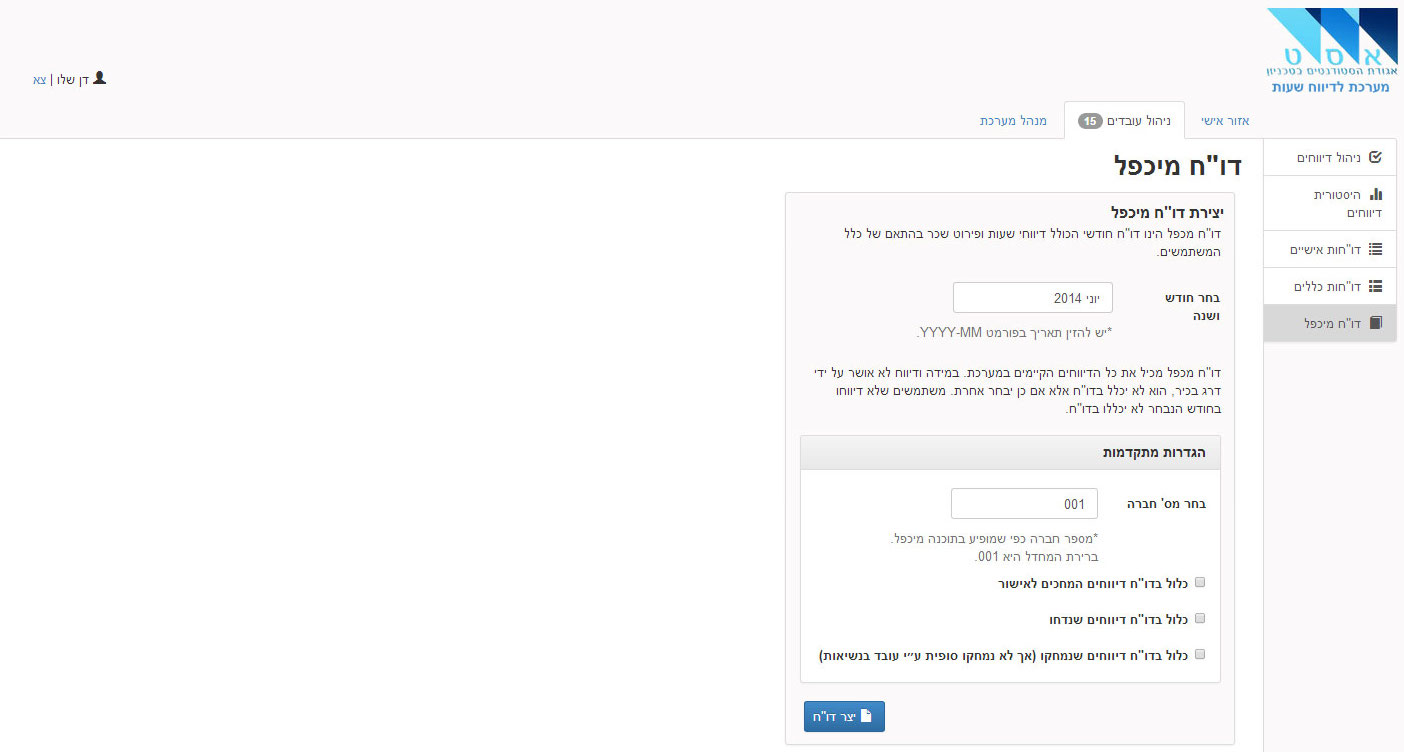 אסט
אגודת הסטודנטים בטכניון
מערכת לדיווח שעות
דן שלו | צא
אזור אישי
ניהול עובדים 15
מנהל מערכת
ניהול דיווחים
היסטורית
דיווחים
דו"חות אישיים
דו"חות כללים
דו"ח מיכפל
דו"ח מיכפל
יצירת דו"ח מיכפל
דו"ח מכפל הינו דו"ח חודשי הכולל דיווחי שעות ופירוט שכר בהתאם של כלל
המשתמשים.
בחר חודש
ושנה
יוני 2014
*יש להזין תאריך בפורמט YYYY-MM.
דו"ח מכפל מכיל את כל הדיווחים הקיימים במערכת. במידה ודיווח לא אושר על ידי
דרג בכיר, הוא לא יכלל בדו"ח אלא אם כן יבחר אחרת. משתמשים שלא דיווחו
בחודש הנבחר לא יכללו בדו"ח.
הגדרות מתקדמות
בחר מס' חברה
001
*מספר חברה כפי שמופיע בתוכנה מיכפל.
ברירת המחדל היא 001.
כלול בדו"ח דיווחים המחכים לאישור
כלול בדו"ח דיווחים שנדחו
כלול בדו"ח דיווחים שנמחקו (אך לא נמחקו סופית ע״י עובד בנשיאות)
יצר דו"ח